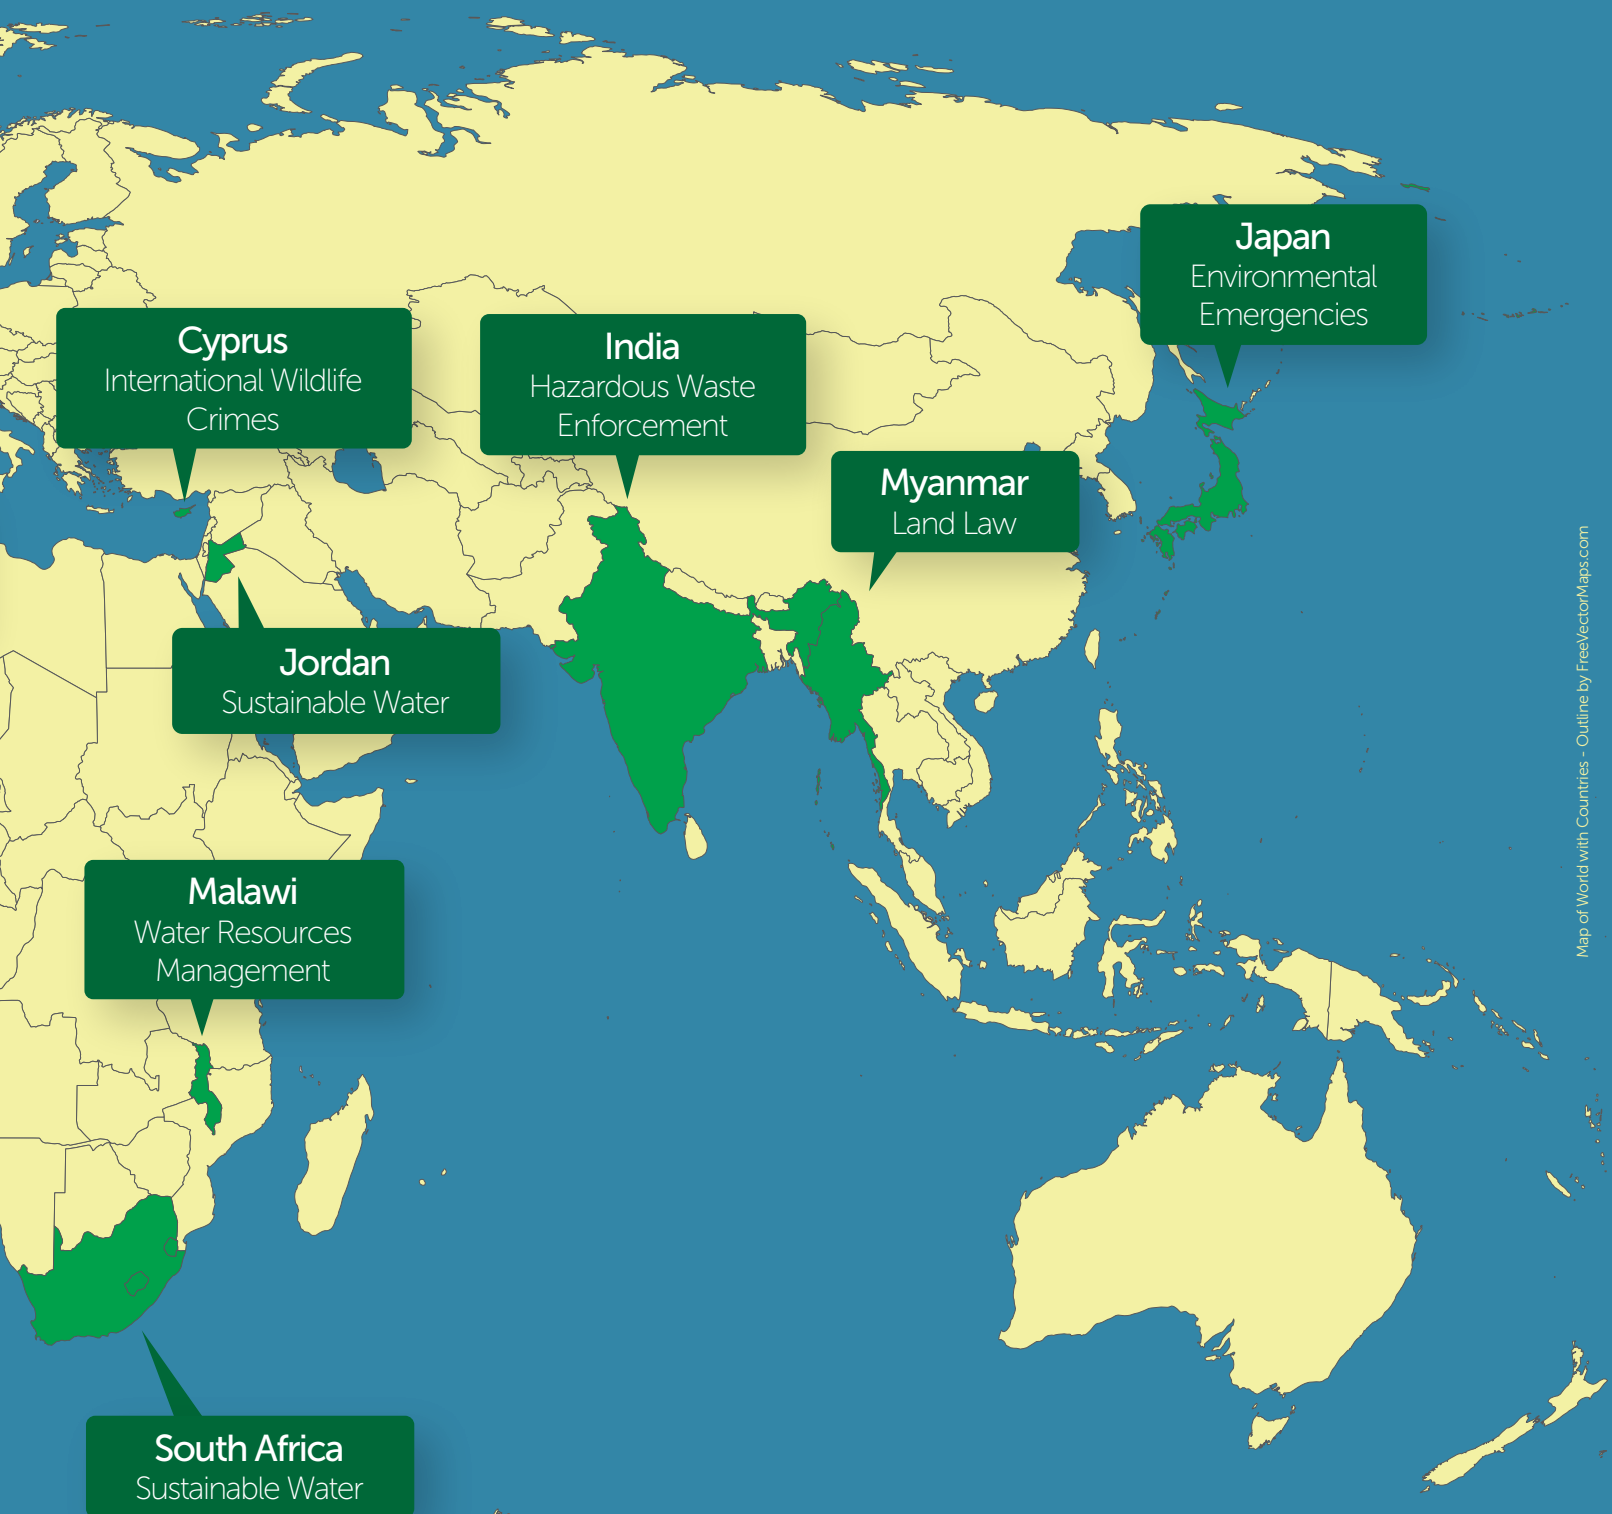 Japan
Environmental
Emergencies
Cyprus
International Wildlife
Crimes
India
Hazardous Waste
Enforcement
Myanmar
Land Law
Jordan
Sustainable Water
Malawi
Water Resources
Management
South Africa
Sustainable Water
Map of World with Countries - Outline by FreeVectorMaps.com